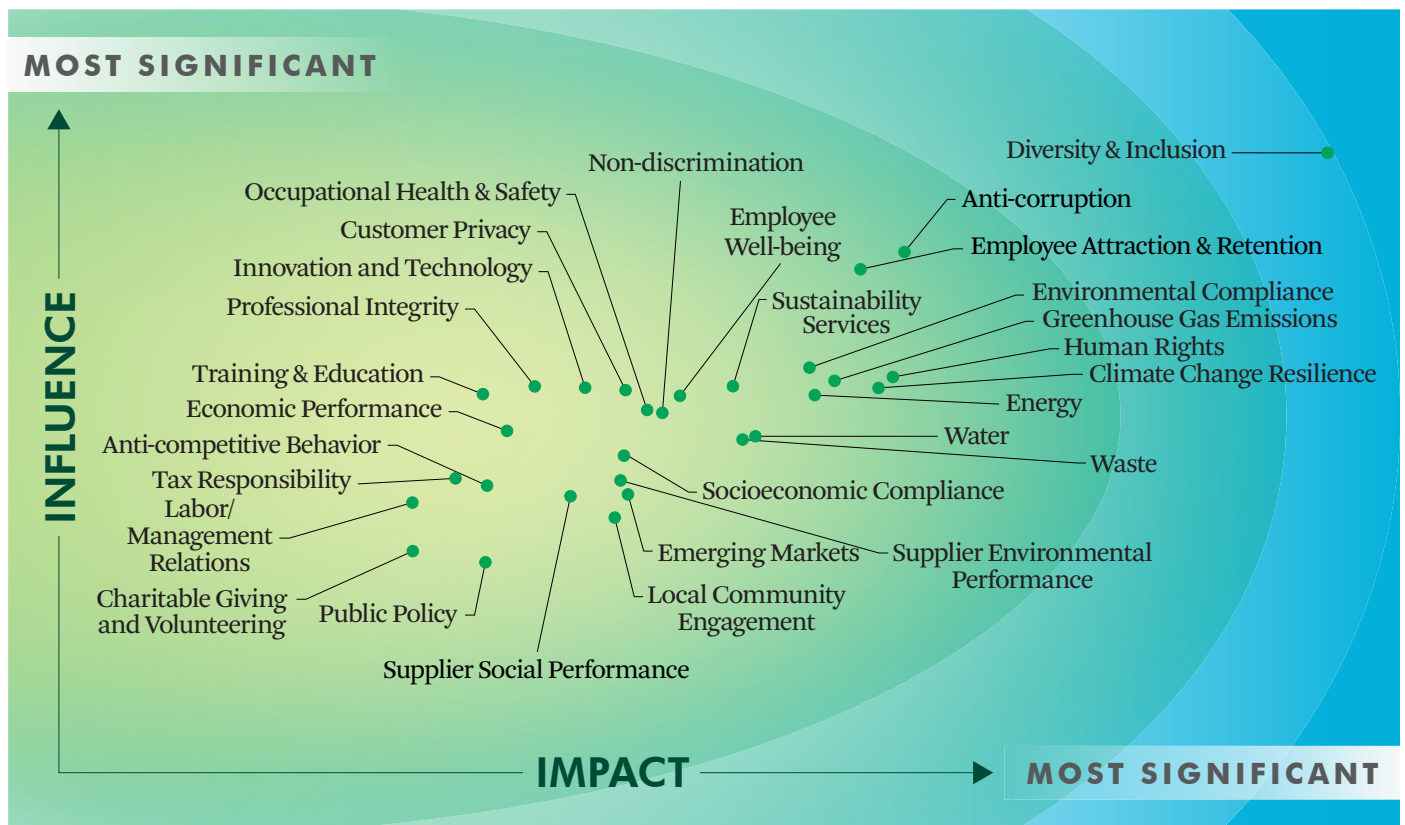 MOST SIGNIFICANT
Diversity & Inclusion
Non-discrimination
Occupational Health & Safety
Anti-corruption
Employee
Well-being
Customer Privacy
Employee Attraction & Retention
Innovation and Technology
Environmental Compliance
Sustainability
Services
Professional Integrity
Greenhouse Gas Emissions
Human Rights
Training & Education
Climate Change Resilience
Economic Performance
Energy
INFLUENCE
Anti-competitive Behavior
Water
Waste
Tax Responsibility
Socioeconomic Compliance
Labor/
Management
Relations
Emerging Markets
Supplier Environmental
Performance
Charitable Giving
and Volunteering
Public Policy
Local Community
Engagement
Supplier Social Performance
IMPACT
MOST SIGNIFICANT